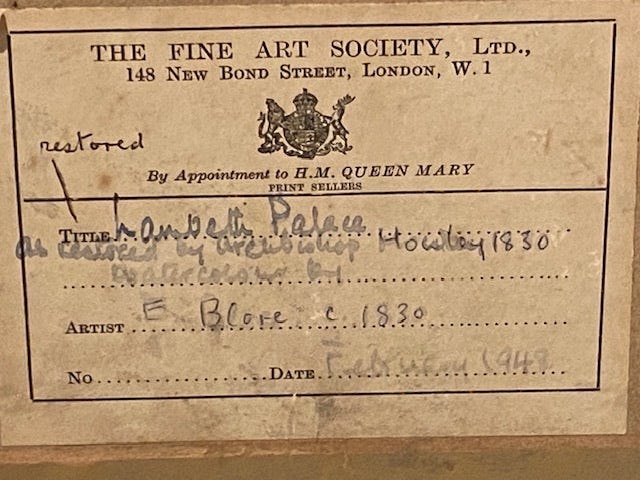 THE FINE ART SOCIETY, LTD.,
148 NEW BOND STREET, LONDON, W. 1
restored
By Appointment to H.M. QUEEN MARY
PRINT SELLERS
TITLE Lambeth Palace
as restored by Archbishop Howley 1830
watercolour by
ARTIST E Blore c. 1830
NO. DATE February 1949